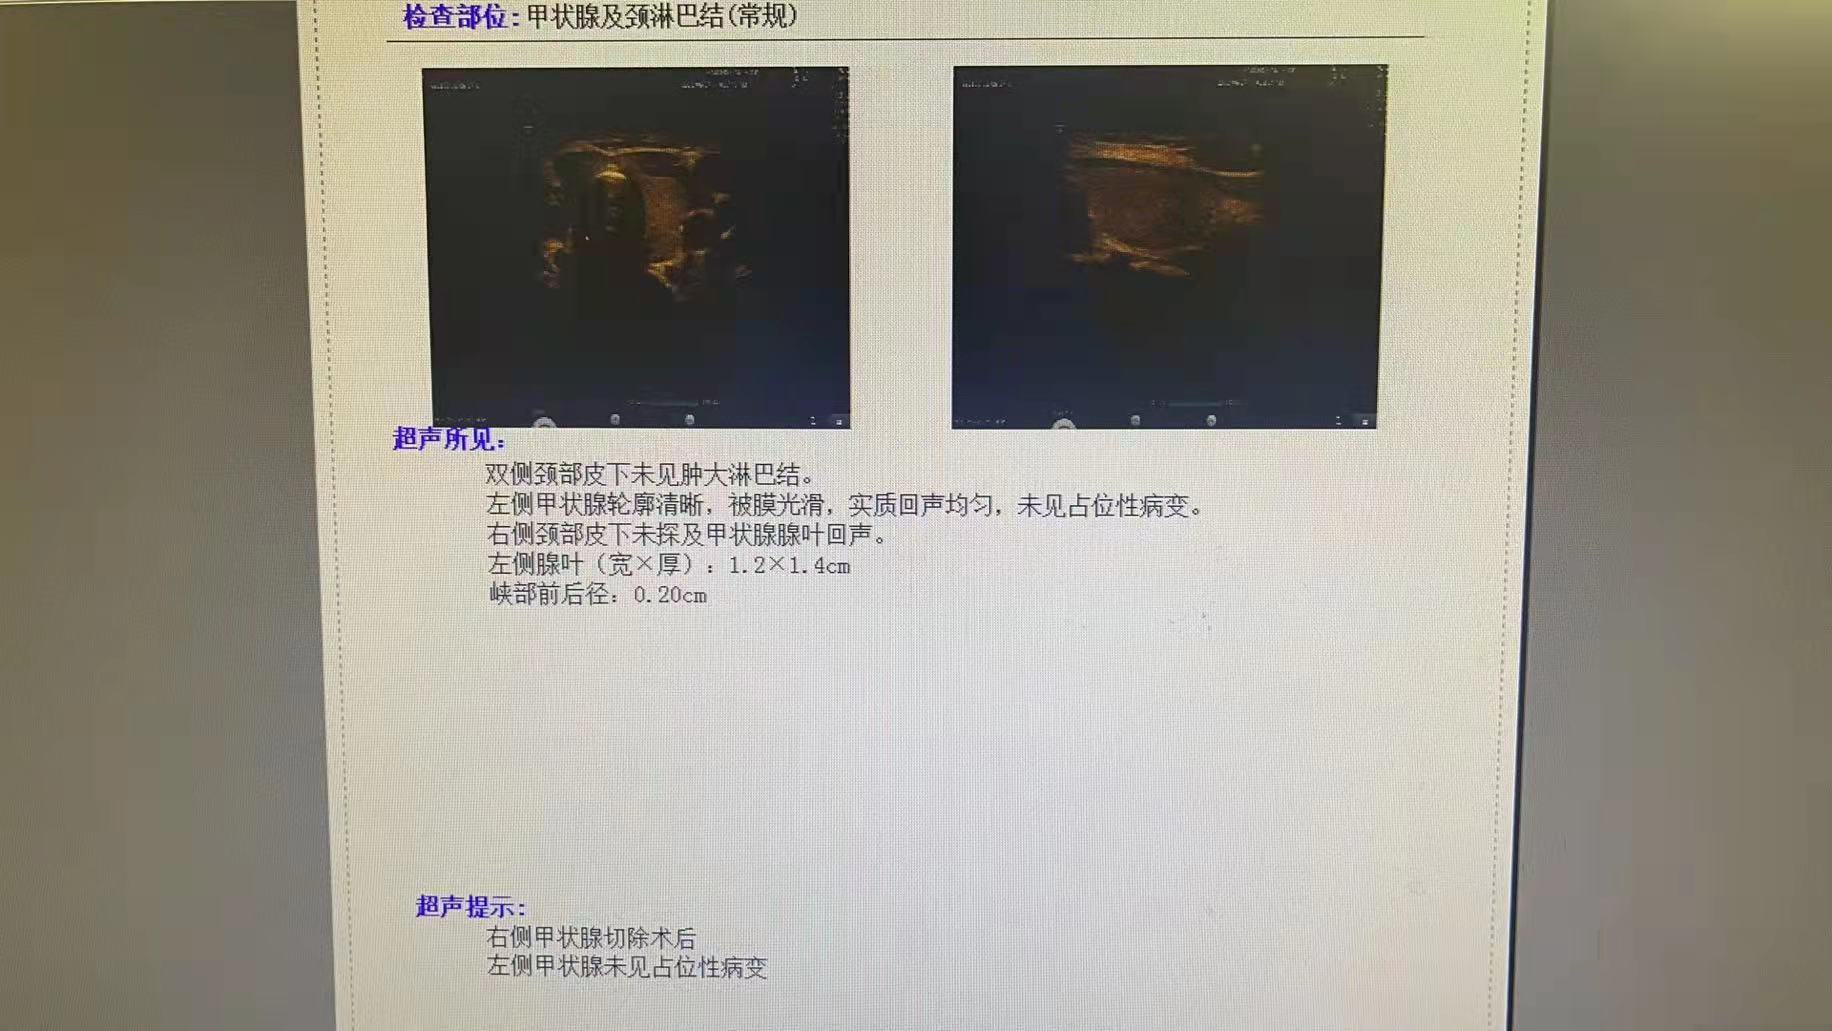 检查部位:甲状腺及颈淋巴结(常规)
超声所见:
双侧颈部皮下未见肿大淋巴结。
左侧甲状腺轮廓清晰，被膜光滑，实质回声均匀，未见占位性病变。
右侧颈部皮下未探及甲状腺腺叶回声。
左侧腺叶（宽×厚）：1.2×1.4cm
峡部前后径：0.20cm
超声提示:
右侧甲状腺切除术后
左侧甲状腺未见占位性病变